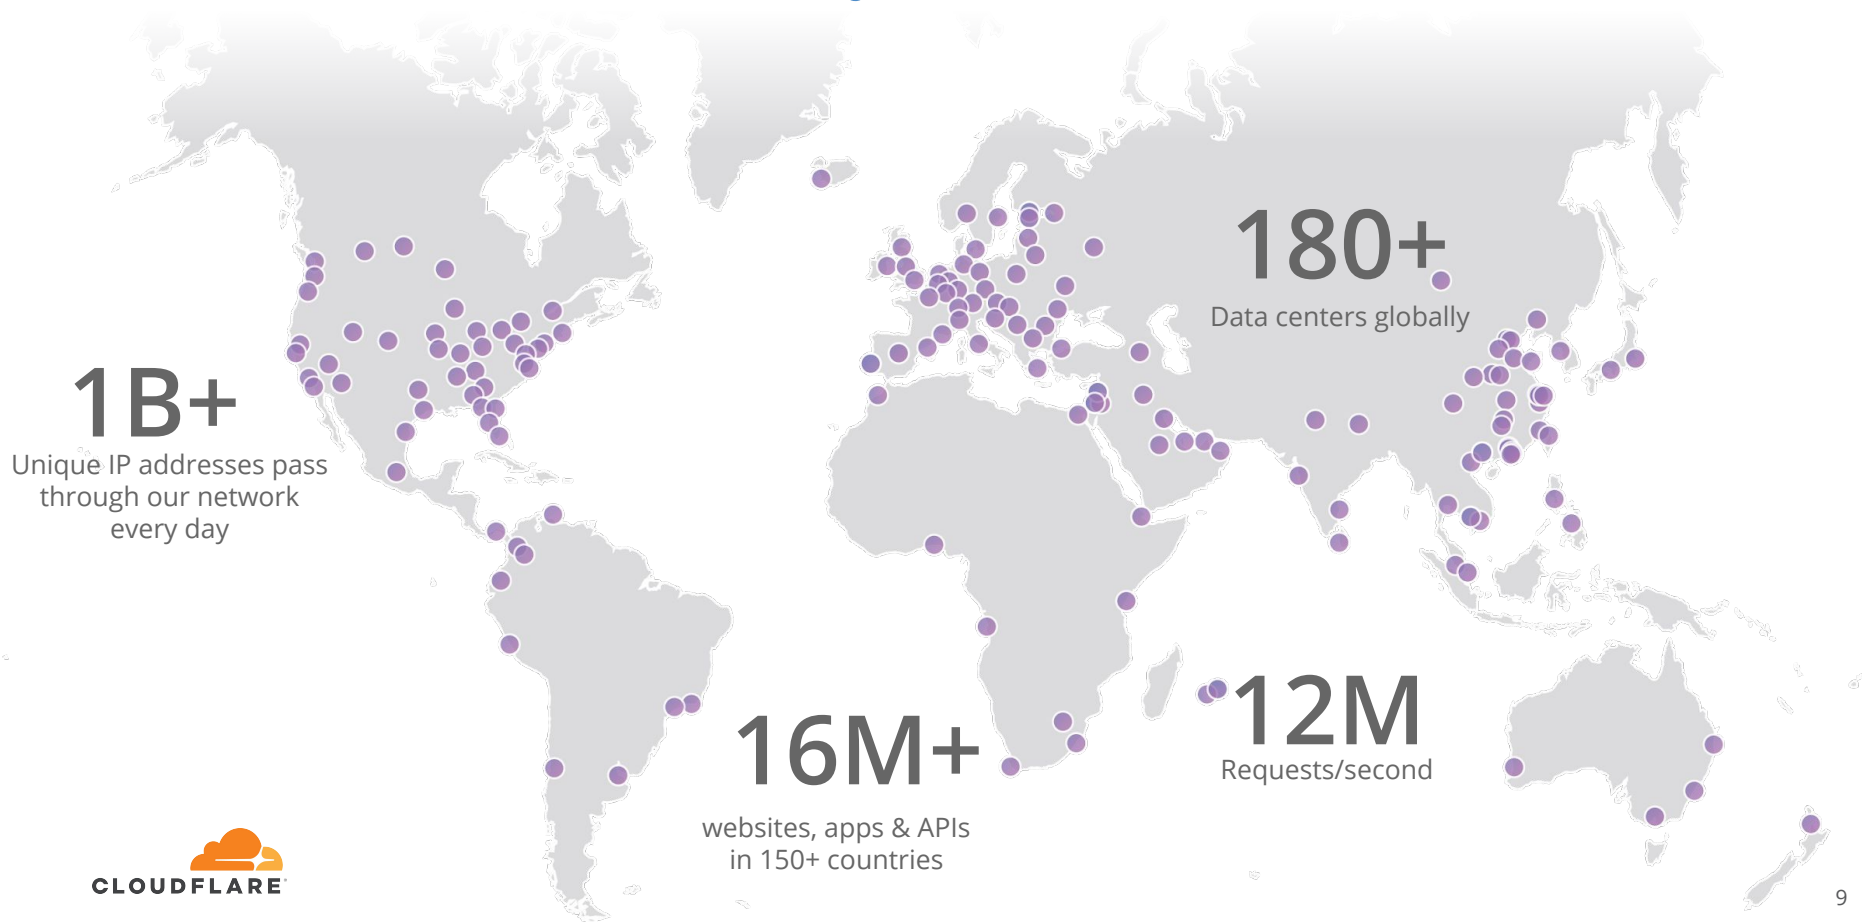 180+
Data centers globally
1B+
Unique IP addresses pass
through our network
every day
12M
Requests/second
16M+
websites, apps & APIs
in 150+ countries
CLOUDFLARE
9